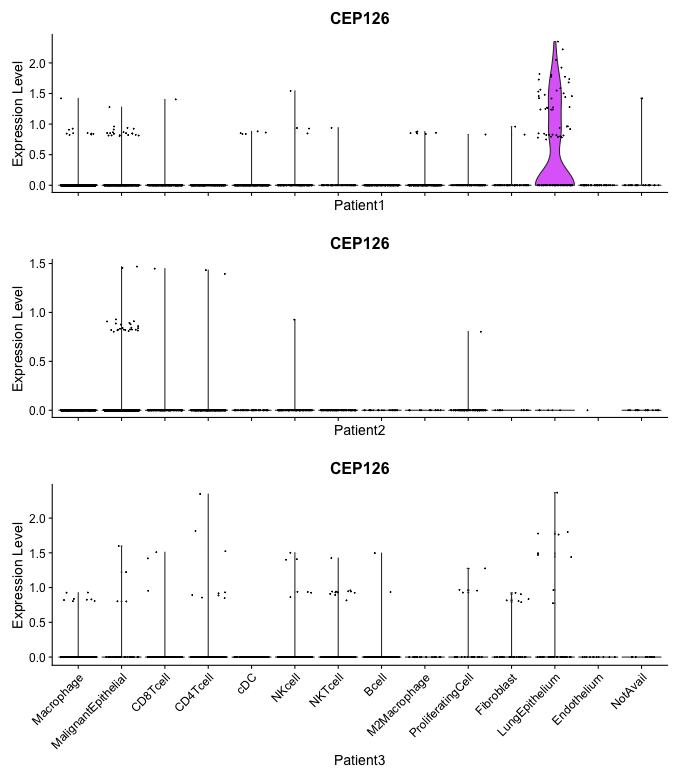 CEP126
Expression Level
2.0
1.5
1.0
0.5
0.0
Patient1
CEP126
Expression Level
1.5
1.0
0.5
0.0
Patient2
CEP126
Expression Level
2.0
1.5
1.0
0.5
0.0
Macrophage
MalignantEpithelial
CD8Tcell
CD4Tcell
cDC
NKcell
NKTcell
Bcell
M2Macrophage
ProliferatingCell
Fibroblast
LungEpithelium
Endothelium
NotAvail
Patient3